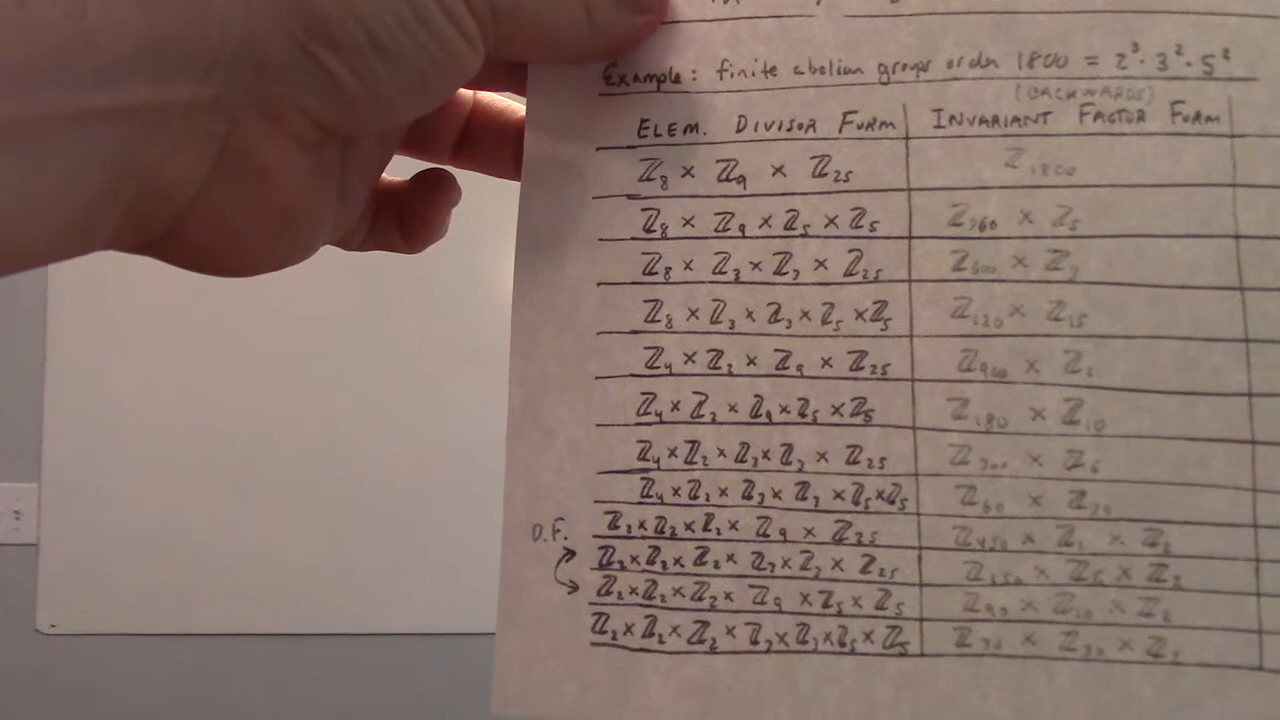 Example: finite abelian groups order 1800 = 2³·3²·5²
(BACKWARDS)
ELEM. DIVISOR FORM INVARIANT FACTOR FORM
ℤ₈ × ℤ₉ × ℤ₂₅ ℤ₁₈₀₀
ℤ₈ × ℤ₉ × ℤ₅ × ℤ₅ ℤ₃₆₀ × ℤ₅
ℤ₈ × ℤ₃ × ℤ₃ × ℤ₂₅ ℤ₆₀₀ × ℤ₃
ℤ₈ × ℤ₃ × ℤ₃ × ℤ₅ × ℤ₅ ℤ₁₂₀ × ℤ₁₅
ℤ₄ × ℤ₂ × ℤ₉ × ℤ₂₅ ℤ₉₀₀ × ℤ₂
ℤ₄ × ℤ₂ × ℤ₉ × ℤ₅ × ℤ₅ ℤ₁₈₀ × ℤ₁₀
ℤ₄ × ℤ₂ × ℤ₃ × ℤ₃ × ℤ₂₅ ℤ₃₀₀ × ℤ₆
ℤ₄ × ℤ₂ × ℤ₃ × ℤ₃ × ℤ₅ × ℤ₅ ℤ₆₀ × ℤ₃₀
D.F. ℤ₂ × ℤ₂ × ℤ₂ × ℤ₉ × ℤ₂₅ ℤ₄₅₀ × ℤ₂ × ℤ₂
ℤ₂ × ℤ₂ × ℤ₂ × ℤ₃ × ℤ₃ × ℤ₂₅ ℤ₁₅₀ × ℤ₆ × ℤ₂
ℤ₂ × ℤ₂ × ℤ₂ × ℤ₉ × ℤ₅ × ℤ₅ ℤ₉₀ × ℤ₁₀ × ℤ₂
ℤ₂ × ℤ₂ × ℤ₂ × ℤ₃ × ℤ₃ × ℤ₅ × ℤ₅ ℤ₃₀ × ℤ₃₀ × ℤ₂